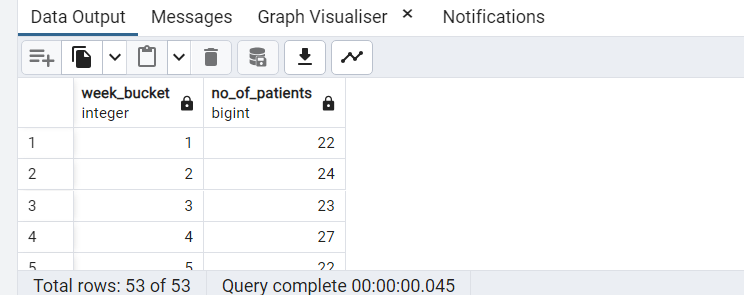 Data Output Messages Graph Visualiser × Notifications
week_bucket no_of_patients
integer bigint
1 1 22
2 2 24
3 3 23
4 4 27
5 5 22
Total rows: 53 of 53 Query complete 00:00:00.045